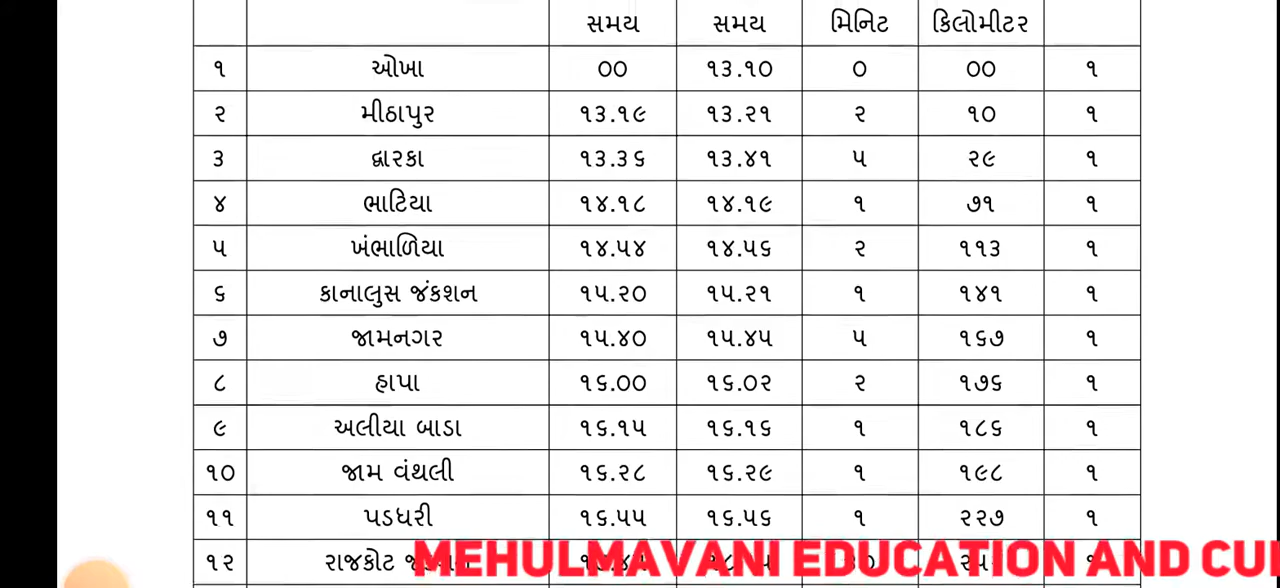 સમય સમય મિનિટ કિલોમીટર
૧ ઓખા ૦૦ ૧૩.૧૦ ૦ ૦૦ ૧
૨ મીઠાપુર ૧૩.૧૯ ૧૩.૨૧ ૨ ૧૦ ૧
૩ દ્વારકા ૧૩.૩૬ ૧૩.૪૧ ૫ ૨૯ ૧
૪ ભાટિયા ૧૪.૧૮ ૧૪.૧૯ ૧ ૭૧ ૧
૫ ખંભાળિયા ૧૪.૫૪ ૧૪.૫૬ ૨ ૧૧૩ ૧
૬ કાનાલુસ જંકશન ૧૫.૨૦ ૧૫.૨૧ ૧ ૧૪૧ ૧
૭ જામનગર ૧૫.૪૦ ૧૫.૪૫ ૫ ૧૬૭ ૧
૮ હાપા ૧૬.૦૦ ૧૬.૦૨ ૨ ૧૭૬ ૧
૯ અલીયા બાડા ૧૬.૧૫ ૧૬.૧૬ ૧ ૧૮૬ ૧
૧૦ જામ વંથલી ૧૬.૨૮ ૧૬.૨૯ ૧ ૧૯૮ ૧
૧૧ પડધરી ૧૬.૫૫ ૧૬.૫૬ ૧ ૨૨૭ ૧
૧૨ રાજકોટ
MEHULMAVANI EDUCATION AND